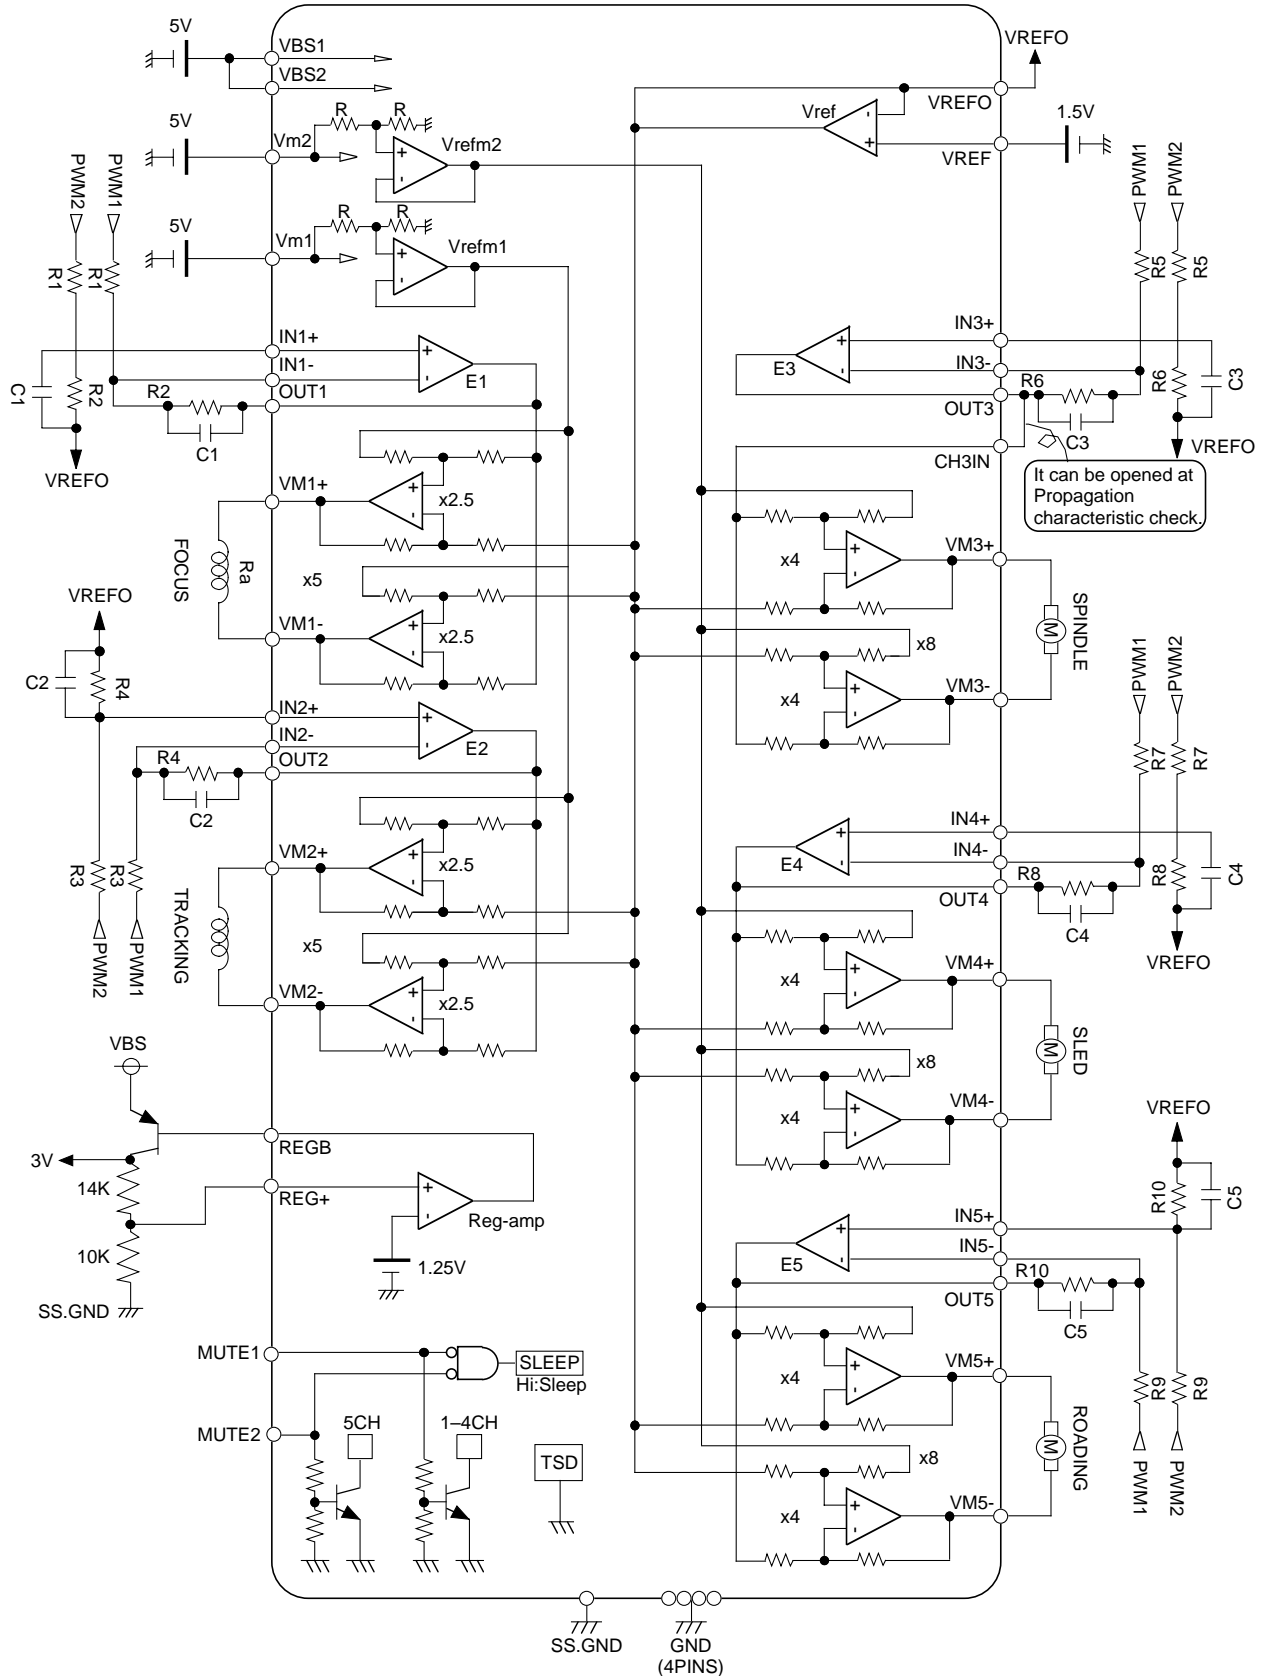 5V
VBS1
VBS2
VREFO
VREFO
Vref
VREF
1.5V
5V
Vm2
R
R
Vrefm2
PWM2
PWM1
PWM1
PWM2
5V
Vm1
R
R
Vrefm1
R1
R1
R5
R5
IN1+
IN1-
OUT1
E1
C1
R2
R2
C1
VREFO
IN3+
IN3-
OUT3
E3
R6
C3
R6
C3
VREFO
CH3IN
It can be opened at
Propagation
characteristic check.
VM1+
x2.5
FOCUS
Ra
x5
VM1-
x2.5
x4
VM3+
SPINDLE
M
x8
x4
VM3-
VREFO
C2
R4
IN2+
IN2-
OUT2
E2
R4
C2
PWM1
PWM2
R7
R7
VM2+
x2.5
R3
R3
TRACKING
PWM2
PWM1
x5
VM2-
x2.5
IN4+
IN4-
OUT4
E4
R8
C4
R8
C4
VREFO
x4
VM4+
SLED
M
x8
x4
VM4-
VBS
REGB
3V
14K
REG+
Reg-amp
10K
1.25V
SS.GND
VREFO
R10
C5
IN5+
IN5-
OUT5
E5
R10
C5
MUTE1
SLEEP
Hi:Sleep
MUTE2
5CH
1–4CH
TSD
x4
VM5+
R9
R9
ROADING
M
x8
PWM1
PWM2
x4
VM5-
SS.GND
GND
(4PINS)